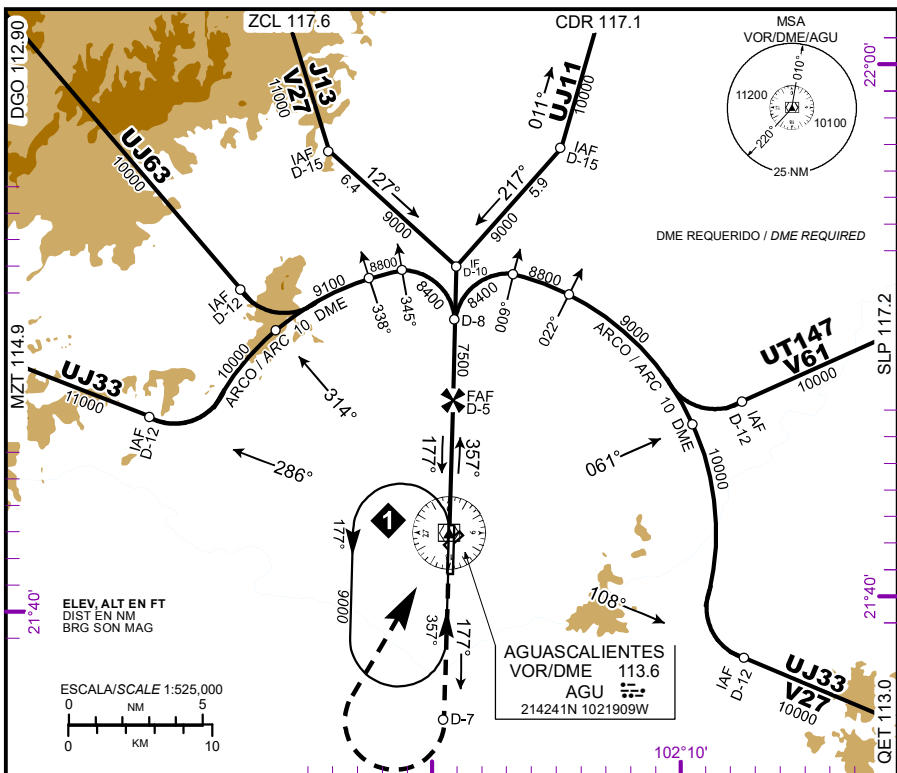 ZCL 117.6
CDR 117.1
MSA
VOR/DME/AGU
010°
11200
10100
220°
25 NM
22°00'
DGO 112.90
J13
V27
11000
UJ11
10000
011°
UJ63
10000
IAF
D-15
6.4
127°
9000
IAF
D-15
217°
5.9
9000
DME REQUERIDO / DME REQUIRED
IF
D-10
IAF
D-12
9100
8800
8400
8400
8800
338°
345°
009°
022°
D-8
ARCO / ARC 10 DME
10000
ARCO / ARC 10 DME
9000
MZT 114.9
UJ33
11000
IAF
D-12
SLP 117.2
UT147
V61
10000
IAF
D-12
7500
FAF
D-5
314°
286°
061°
10000
177°
357°
1
177°
9000
357°
177°
108°
ELEV, ALT EN FT
DIST EN NM
BRG SON MAG
21°40'
21°40'
AGUASCALIENTES
VOR/DME 113.6
AGU
214241N 1021909W
IAF
D-12
UJ33
V27
10000
QET 113.0
ESCALA/SCALE 1:525,000
0 NM 5
0 KM 10
D-7
102°10'